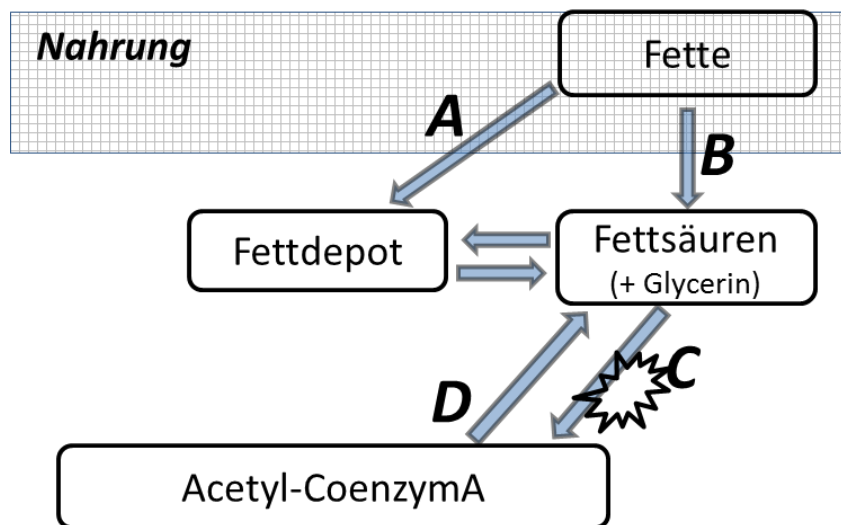 Nahrung
Fette
A
B
Fettdepot
Fettsäuren
(+ Glycerin)
C
D
Acetyl-CoenzymA